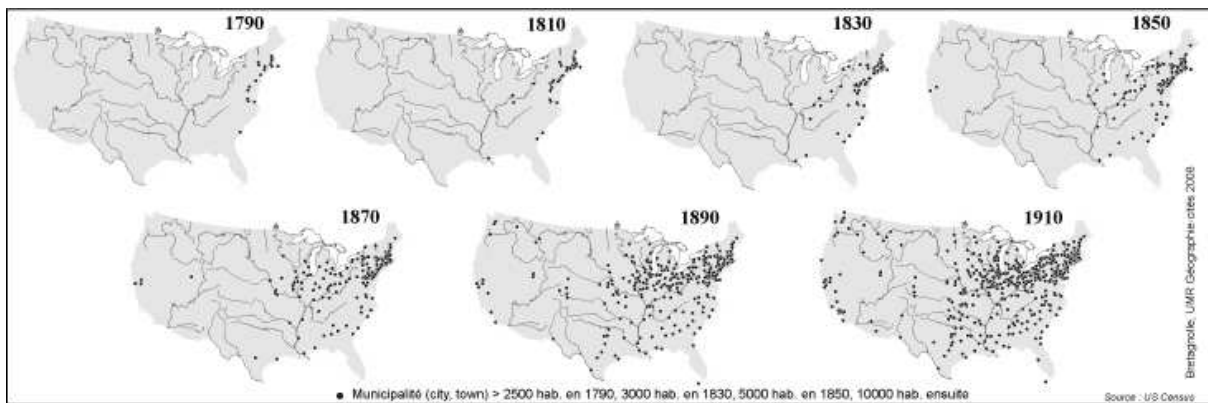 1790
1810
1830
1850
1870
1890
1910
Bretagnolle, UMR Géographie-cités 2008
● Municipalité (city, town) > 2500 hab. en 1790, 3000 hab. en 1830, 5000 hab. en 1850, 10000 hab. ensuite
Source : US Census